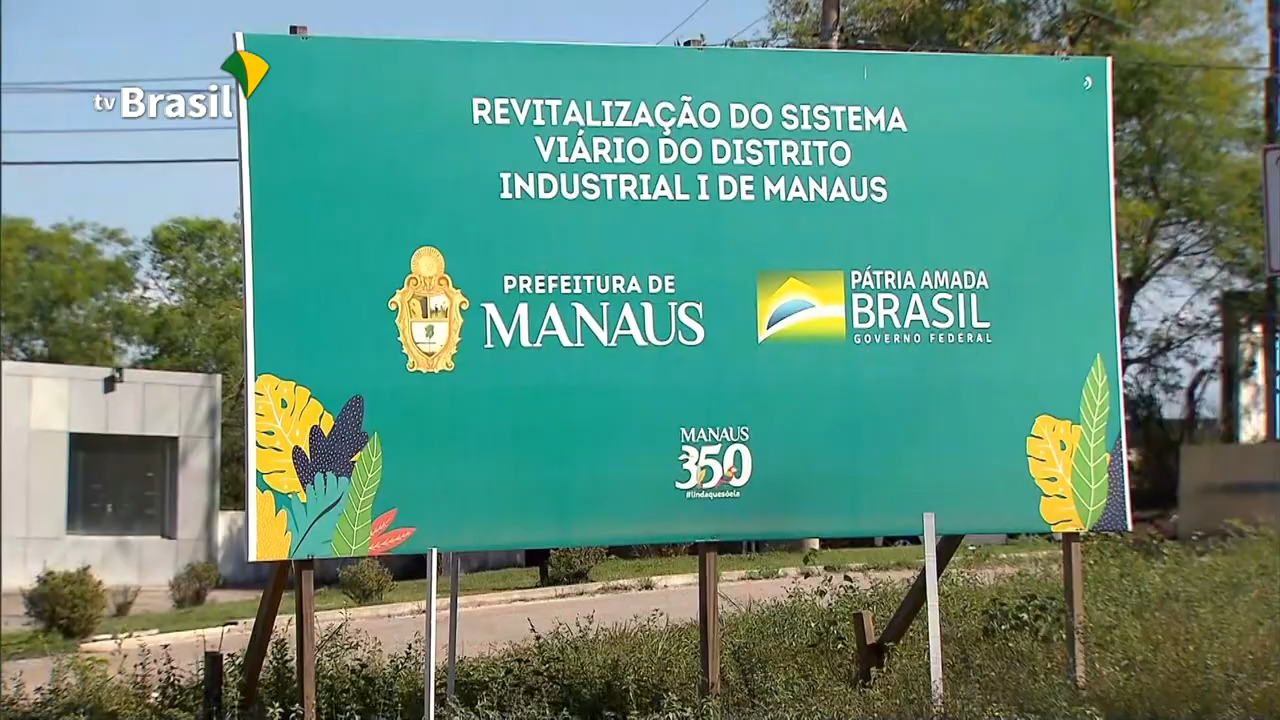 tv Brasil
REVITALIZAÇÃO DO SISTEMA
VIÁRIO DO DISTRITO
INDUSTRIAL I DE MANAUS
PREFEITURA DE
MANAUS
PÁTRIA AMADA
BRASIL
GOVERNO FEDERAL
MANAUS
350
#lindaquesóela